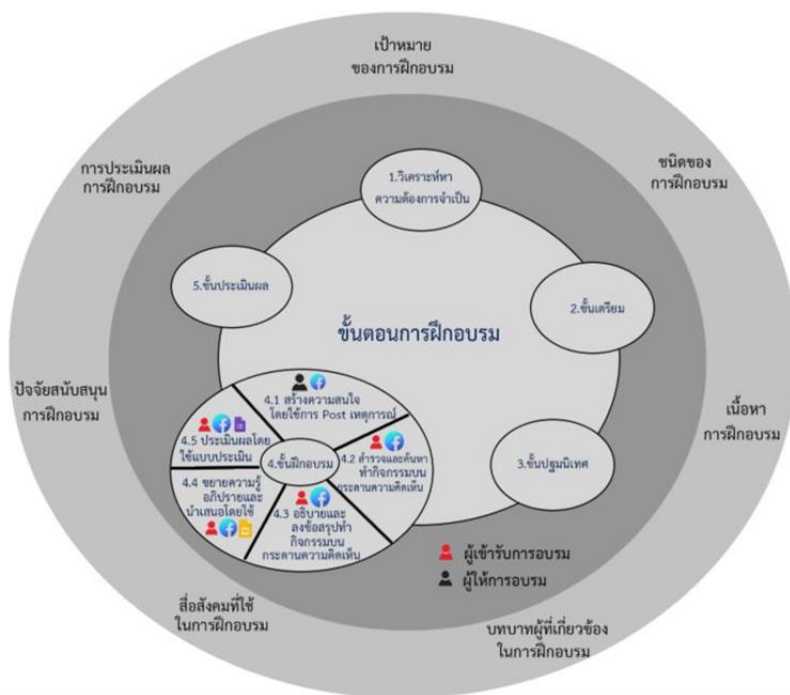 เป้าหมาย
ของการฝึกอบรม
การประเมินผล
การฝึกอบรม
ชนิดของ
การฝึกอบรม
1.วิเคราะห์หา
ความต้องการจำเป็น
5.ขั้นประเมินผล
2.ขั้นเตรียม
ขั้นตอนการฝึกอบรม
ปัจจัยสนับสนุน
การฝึกอบรม
เนื้อหา
การฝึกอบรม
4.1 สร้างความสนใจ
โดยใช้การ Post เหตุการณ์
4.5 ประเมินผลโดย
ใช้แบบประเมิน
4.ขั้นฝึกอบรม
4.2 สำรวจและค้นหา
ทำกิจกรรมบน
กระดานความคิดเห็น
3.ขั้นปฐมนิเทศ
4.4 ขยายความรู้
อภิปรายและ
นำเสนอโดยใช้
4.3 อธิบายและ
ลงข้อสรุปทำ
กิจกรรมบน
กระดานความคิดเห็น
ผู้เข้ารับการอบรม
ผู้ให้การอบรม
สื่อสังคมที่ใช้
ในการฝึกอบรม
บทบาทผู้ที่เกี่ยวข้อง
ในการฝึกอบรม